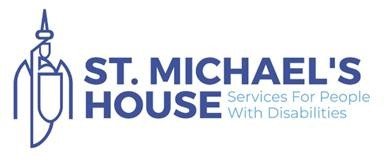 ST. MICHAEL'S
HOUSE Services For People
With Disabilities